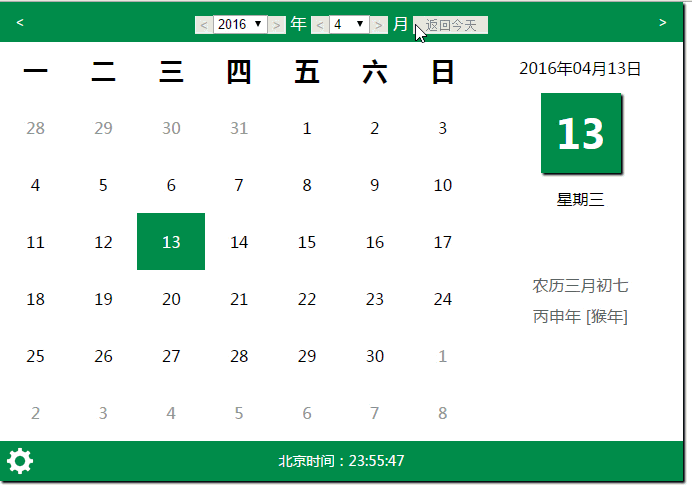 < < 2016 > 年 < 4 > 月 返回今天 >
一 二 三 四 五 六 日
28 29 30 31 1 2 3
4 5 6 7 8 9 10
11 12 13 14 15 16 17
18 19 20 21 22 23 24
25 26 27 28 29 30 1
2 3 4 5 6 7 8
2016年04月13日
13
星期三
农历三月初七
丙申年 [猴年]
北京时间：23:55:47